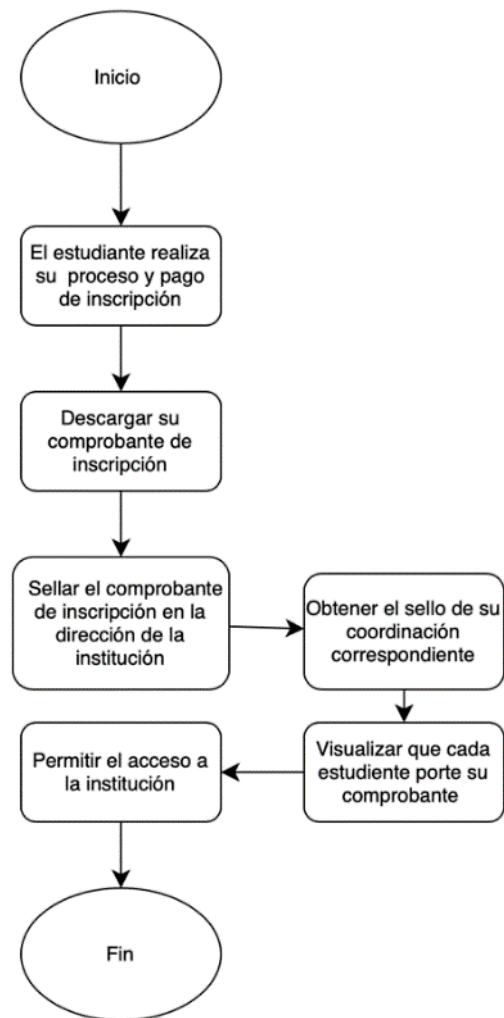 Inicio
El estudiante realiza
su proceso y pago
de inscripción
Descargar su
comprobante de
inscripción
Sellar el comprobante
de inscripción en la
dirección de la
institución
Obtener el sello de su
coordinación
correspondiente
Visualizar que cada
estudiente porte su
comprobante
Permitir el acceso a
la institución
Fin